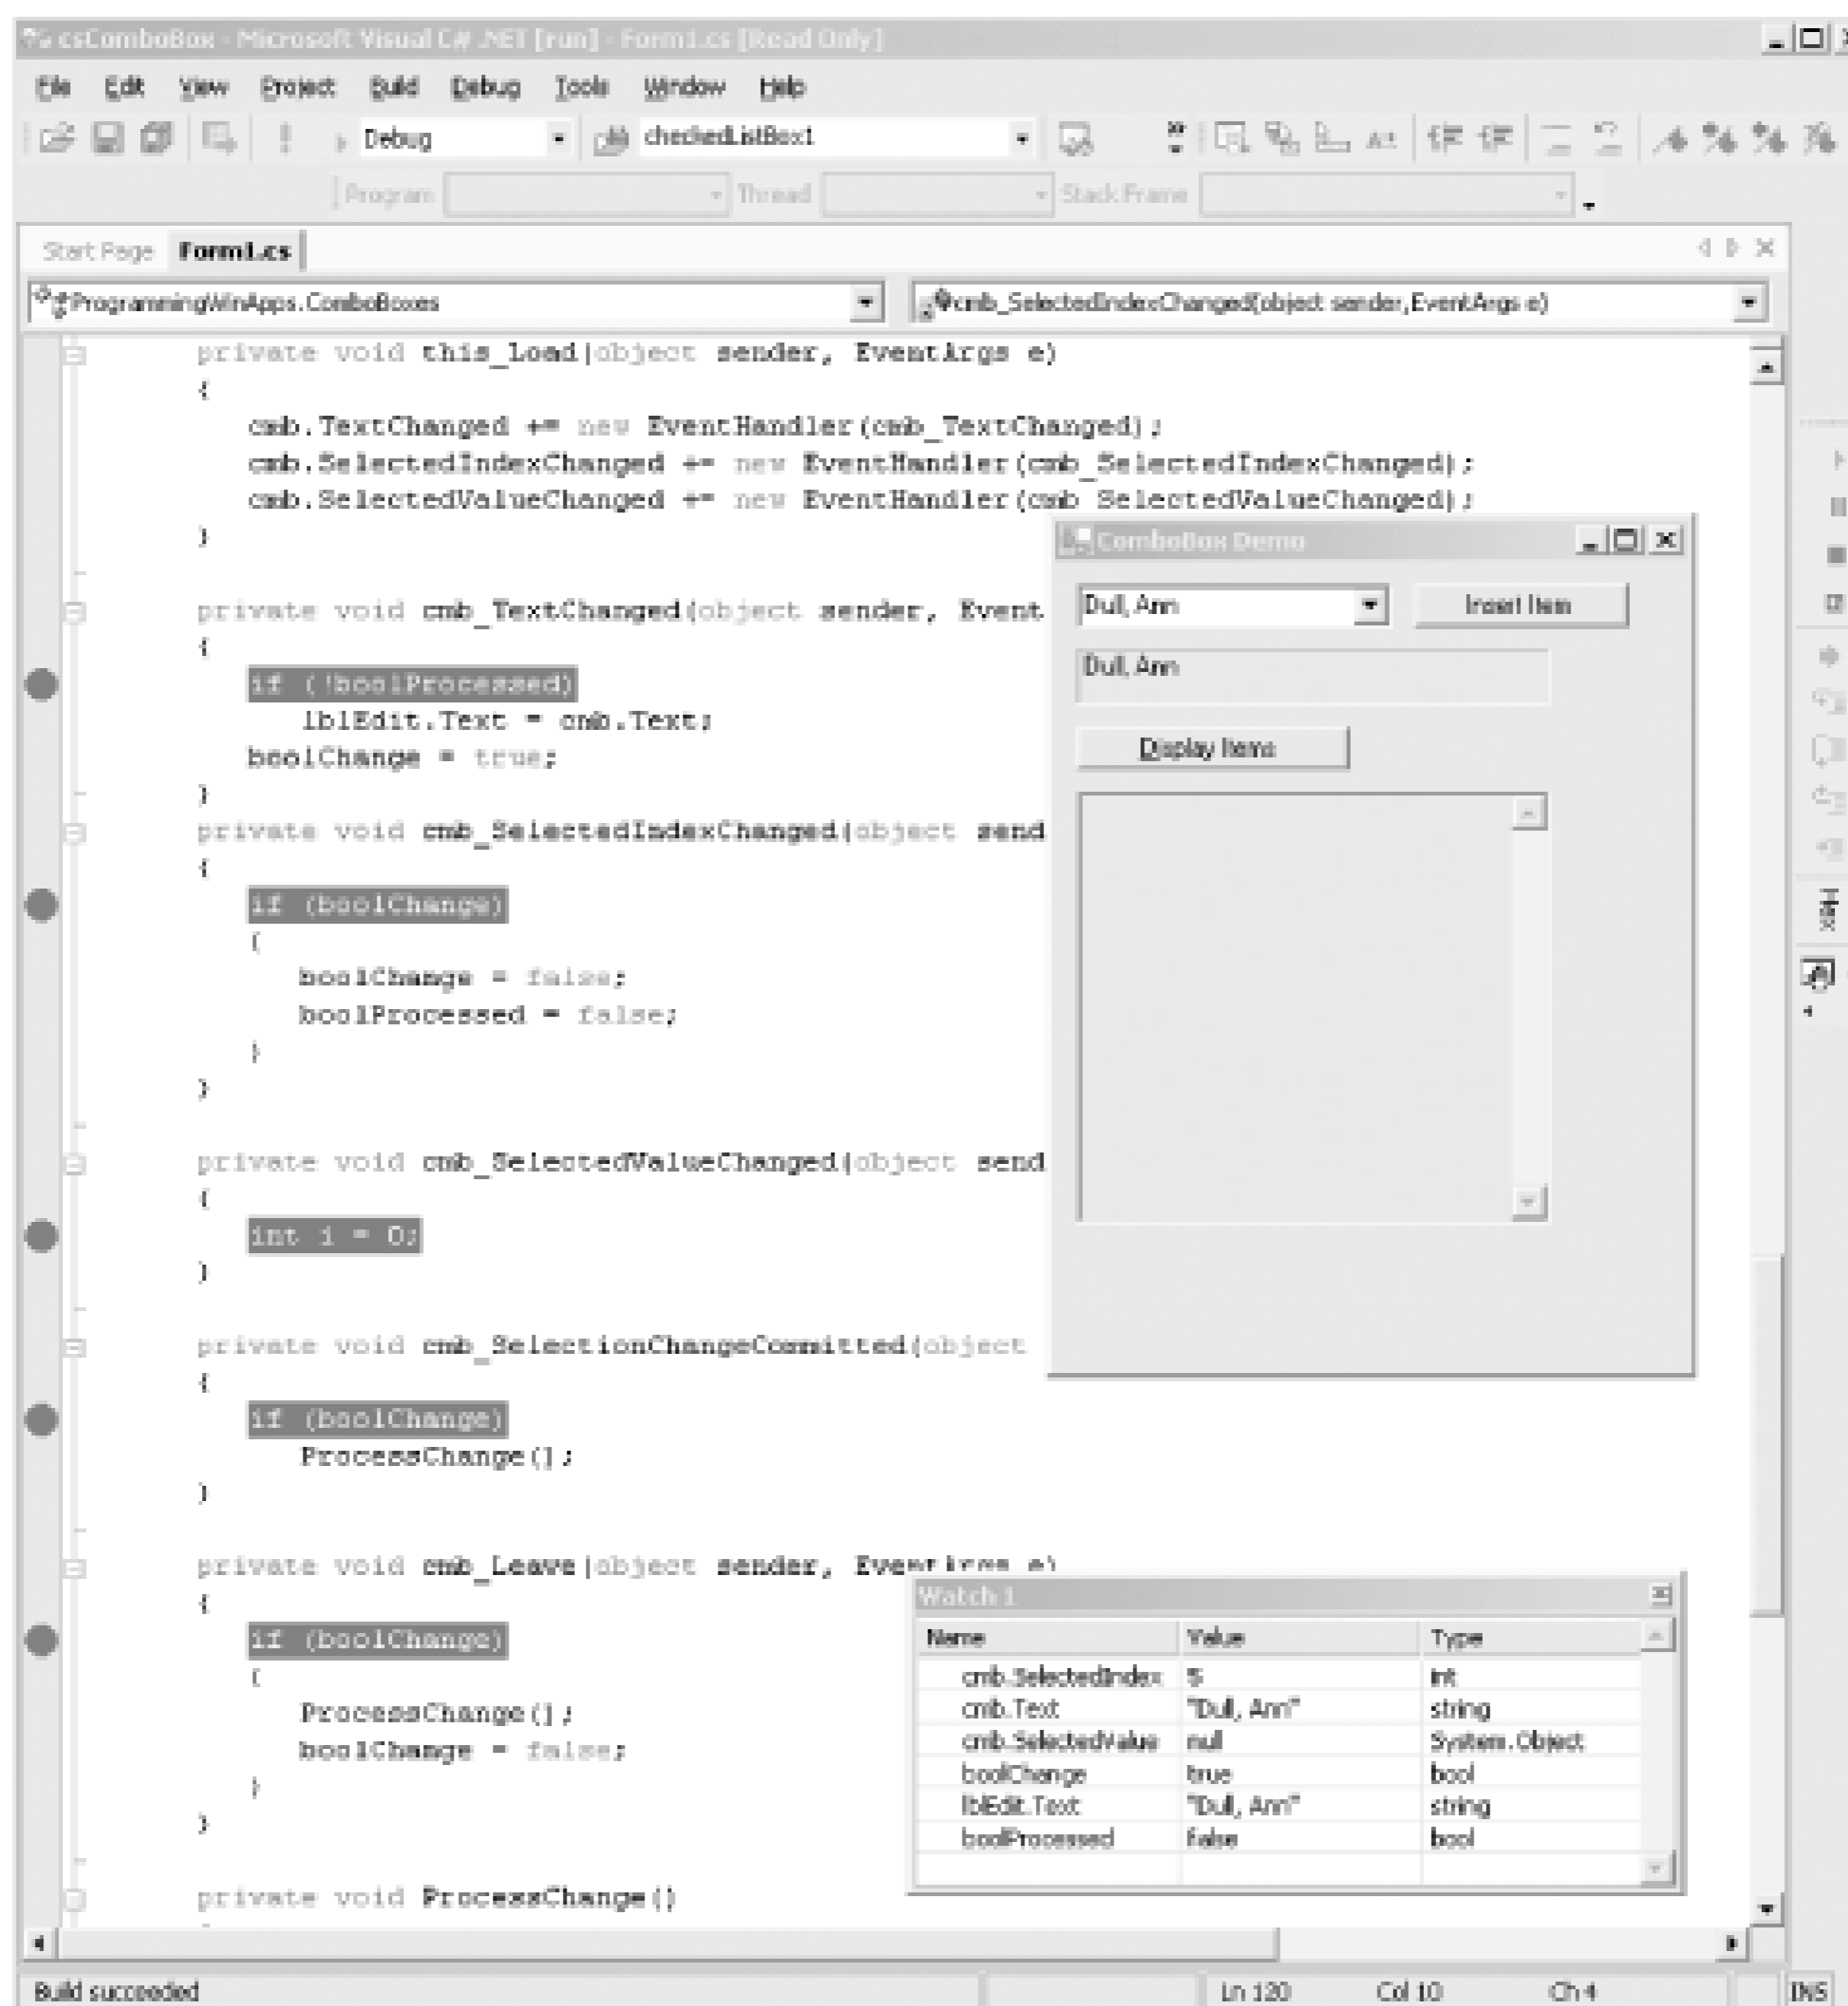 csComboBox - Microsoft Visual C# .NET [run] - Form1.cs [Read Only]
File Edit View Project Build Debug Tools Window Help
Debug checkedListBox1
Program Thread Stack Frame
Start Page Form1.cs
ProgrammingWinApps.ComboBoxes cmb_SelectedIndexChanged(object sender,EventArgs e)
private void this_Load(object sender, EventArgs e)
{
cmb.TextChanged += new EventHandler(cmb_TextChanged);
cmb.SelectedIndexChanged += new EventHandler(cmb_SelectedIndexChanged);
cmb.SelectedValueChanged += new EventHandler(cmb_SelectedValueChanged);
}
private void cmb_TextChanged(object sender, Event
{
if (!boolProcessed)
lblEdit.Text = cmb.Text;
boolChange = true;
}
private void cmb_SelectedIndexChanged(object send
{
if (boolChange)
{
boolChange = false;
boolProcessed = false;
}
}
private void cmb_SelectedValueChanged(object send
{
int i = 0;
}
private void cmb_SelectionChangeCommitted(object
{
if (boolChange)
ProcessChange();
}
private void cmb_Leave(object sender, EventArgs e)
{
if (boolChange)
{
ProcessChange();
boolChange = false;
}
}
private void ProcessChange()
ComboBox Demo
Dull, Ann Insert Item
Dull, Ann
Display Items
Hex
Watch 1
Name Value Type
cmb.SelectedIndex 5 int
cmb.Text "Dull, Ann" string
cmb.SelectedValue null System.Object
boolChange true bool
lblEdit.Text "Dull, Ann" string
boolProcessed false bool
Build succeeded Ln 120 Col 10 Ch 4 INS